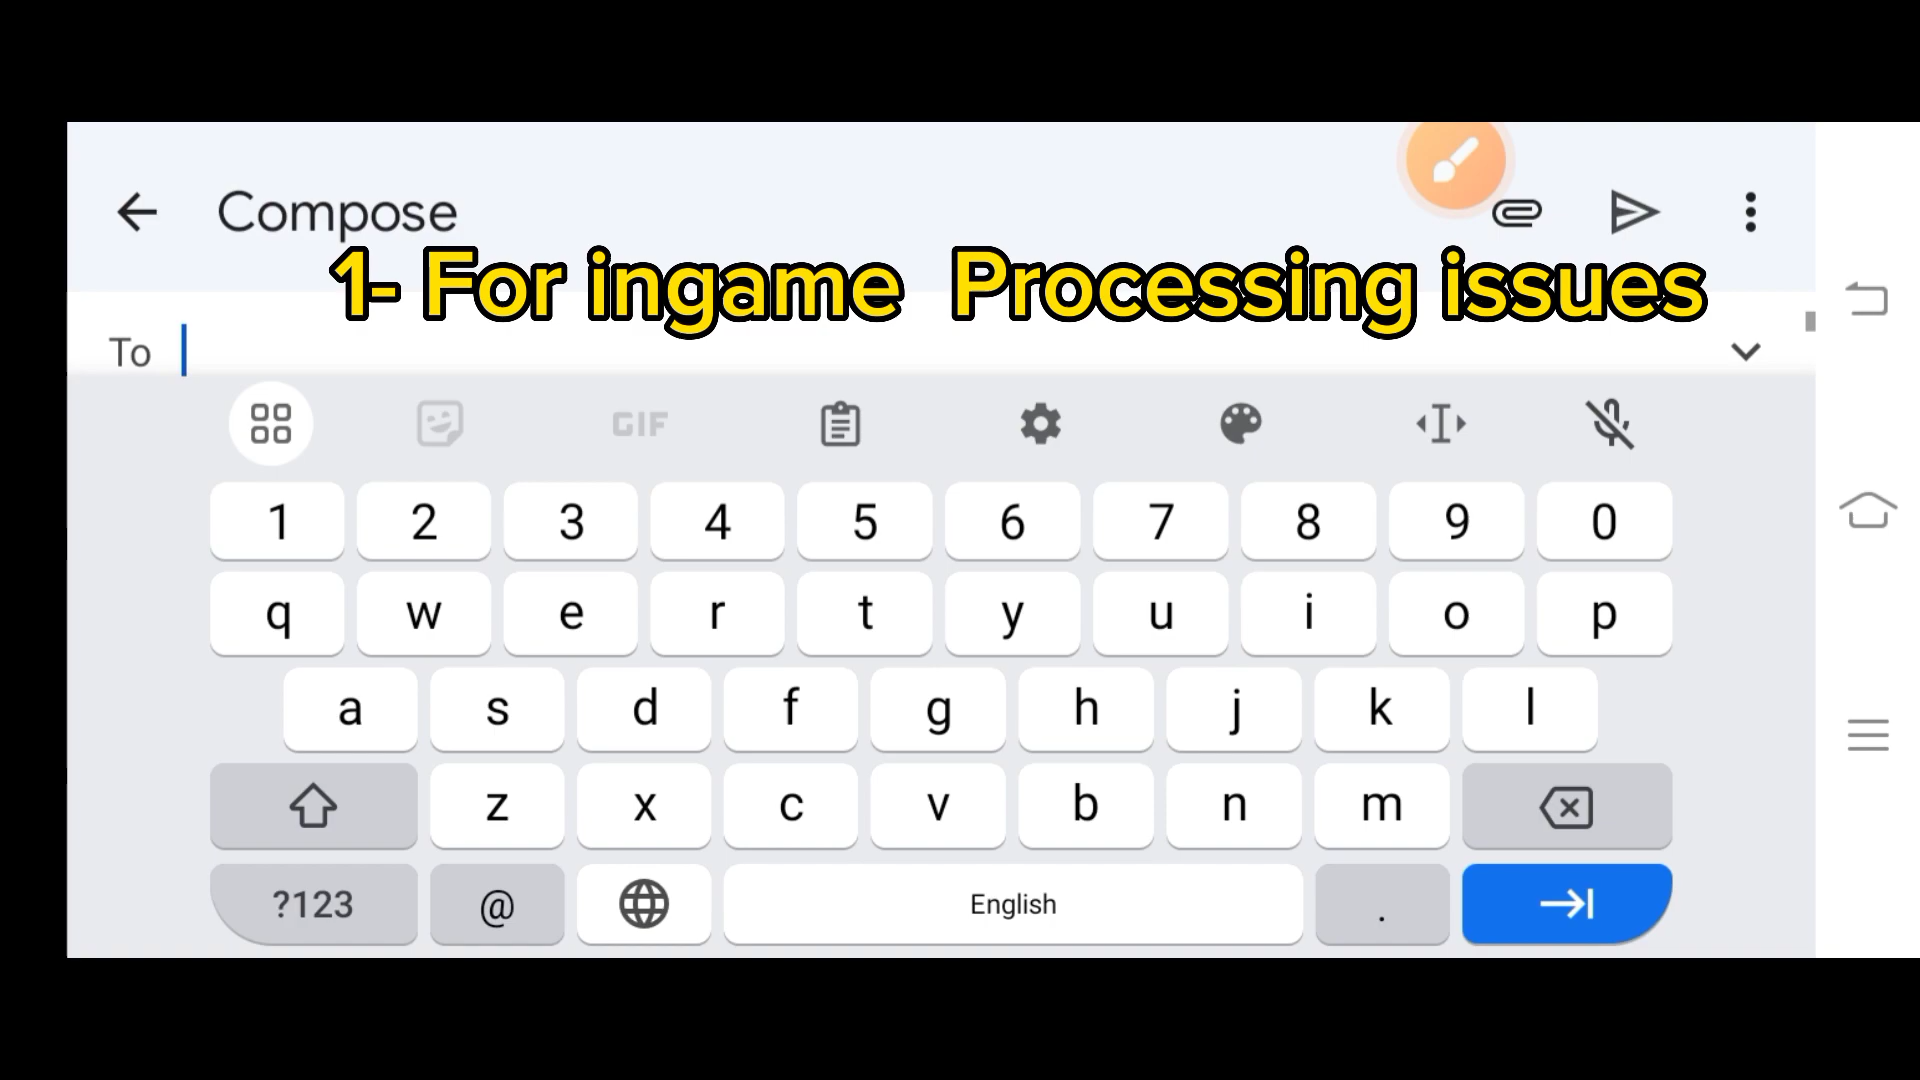 Compose
1- For ingame Processing issues
To
GIF
1 2 3 4 5 6 7 8 9 0
q w e r t y u i o p
a s d f g h j k l
z x c v b n m
?123 @ English .